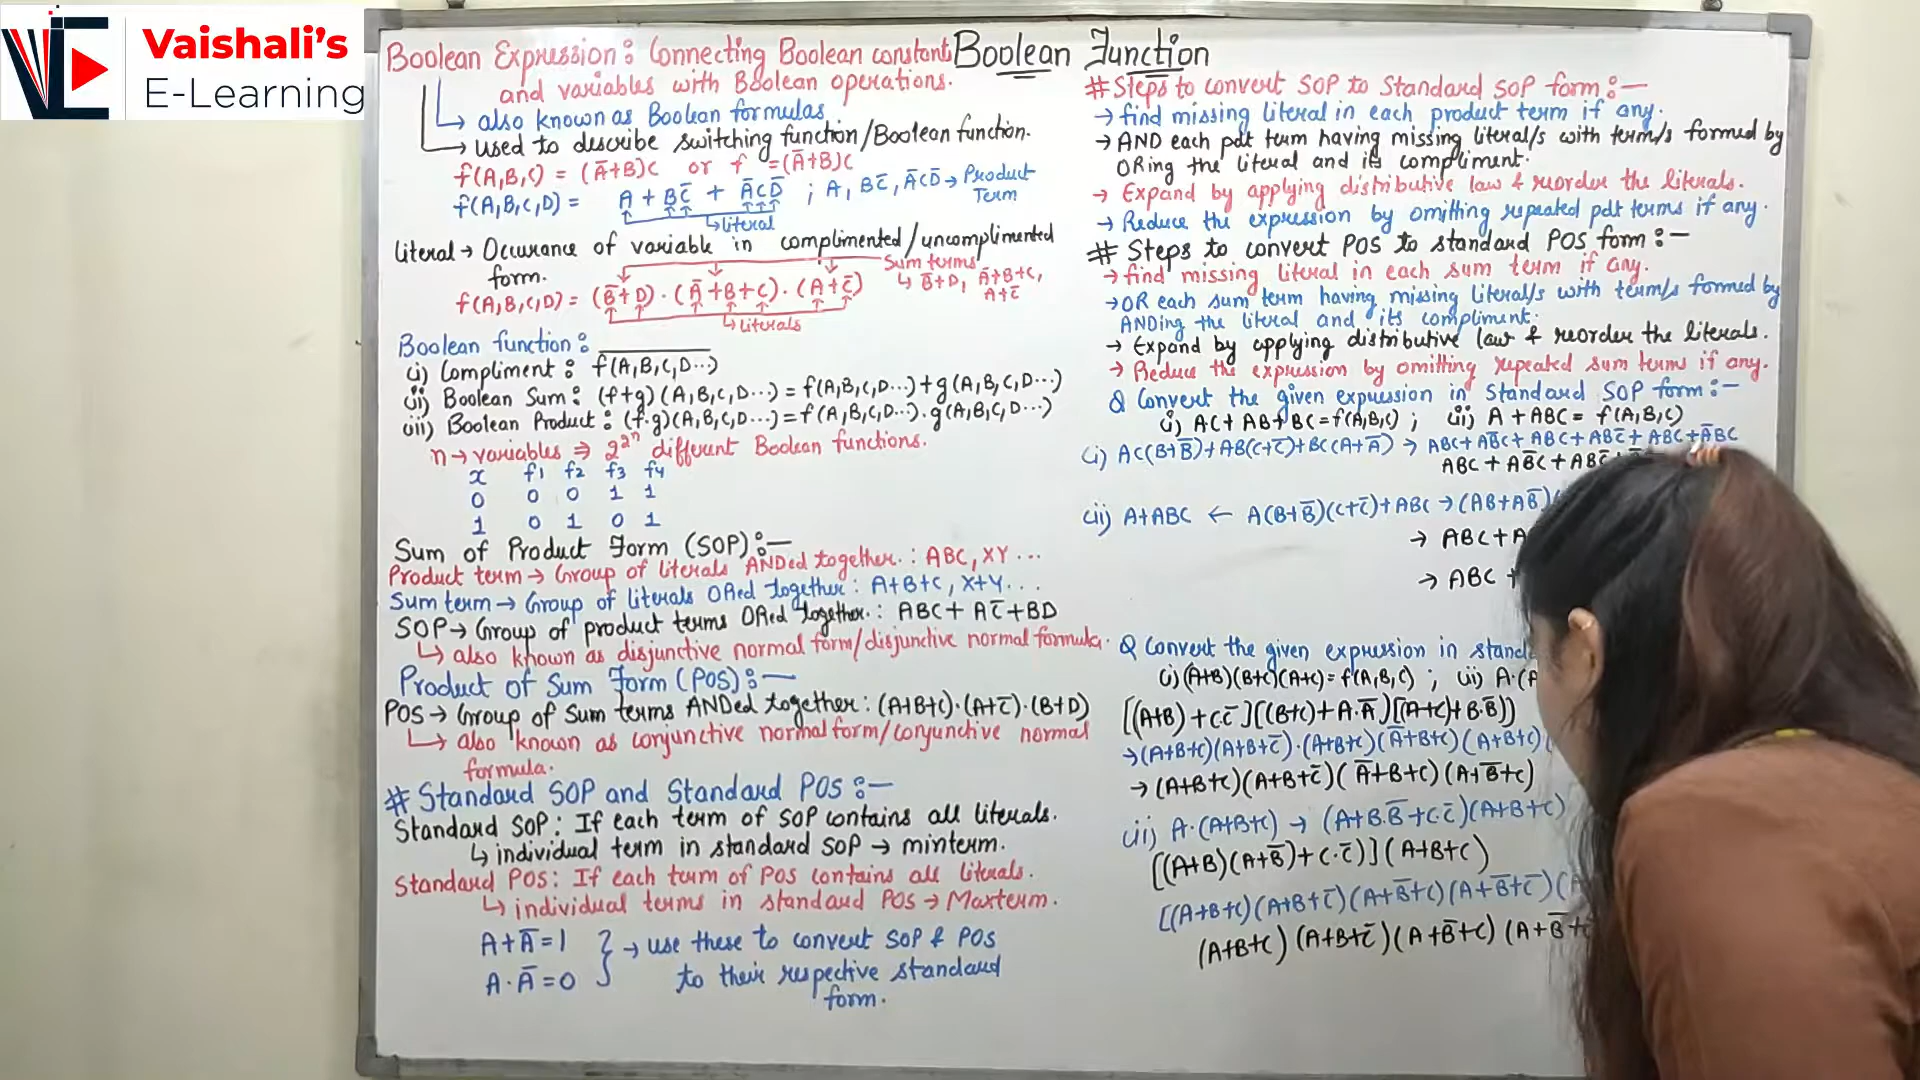 Vaishali's
E-Learning
Boolean Function
Boolean Expression: Connecting Boolean constant
and variables with Boolean operations.
↳ also known as Boolean formulas
↳ used to describe switching function/Boolean function.
f(A,B,C) = (A̅+B)C or f = (A̅+B)C
f(A,B,C,D) = A + BC̅ + A̅CD̅ ; A, BC̅, A̅CD̅ → Product
Term
↳ literal
literal → Occurance of variable in complimented/uncomplimented
form.
Sum terms
↳ B̅+D, A̅+B+C,
A+C̅
f(A,B,C,D) = (B̅+D)·(A̅+B+C)·(A+C̅)
↳ literals
Boolean function:
(i) Compliment: f(A,B,C,D...)
(ii) Boolean Sum: (f+g)(A,B,C,D...) = f(A,B,C,D...)+g(A,B,C,D...)
(iii) Boolean Product: (f·g)(A,B,C,D...)=f(A,B,C,D...).g(A,B,C,D...)
n → variables ⇒ 2^2^n different Boolean functions.
x f1 f2 f3 f4
0 0 0 1 1
1 0 1 0 1
Sum of Product Form (SOP):—
Product term → Group of literals ANDed together.: ABC, XY ...
Sum term → Group of literals ORed together: A+B+C, X+Y...
SOP → Group of product terms ORed together.: ABC + AC̅ + BD
↳ also known as disjunctive normal form/disjunctive normal formula.
Product of Sum Form (POS):—
POS → Group of Sum terms ANDed together: (A+B+C)·(A+C̅)·(B+D)
↳ also known as conjunctive normal form/conjunctive normal
formula.
# Standard SOP and Standard POS:—
Standard SOP: If each term of SOP contains all literals.
↳ individual term in standard SOP → minterm.
Standard POS: If each term of POS contains all literals.
↳ individual terms in standard POS → Maxterm.
A+A̅=1 } → use these to convert SOP & POS
A·A̅=0 to their respective standard
form.
# Steps to convert SOP to Standard SOP form:—
→ find missing literal in each product term if any.
→ AND each pdt term having missing literal/s with term/s formed by
ORing the literal and its compliment.
→ Expand by applying distributive law & reorder the literals.
→ Reduce the expression by omitting repeated pdt terms if any.
# Steps to convert POS to standard POS form:—
→ find missing literal in each sum term if any.
→ OR each sum term having missing literal/s with term/s formed by
ANDing the literal and its compliment.
→ Expand by applying distributive law & reorder the literals.
→ Reduce the expression by omitting repeated sum terms if any.
Q Convert the given expression in Standard SOP form:—
(i) AC+AB+BC=f(A,B,C) ; (ii) A+ABC = f(A,B,C)
(i) AC(B+B̅)+AB(C+C̅)+BC(A+A̅) → ABC+AB̅C+ABC+ABC̅+ABC+A̅BC
ABC + AB̅C + ABC̅ +
(ii) A+ABC ← A(B+B̅)(C+C̅)+ABC → (AB+AB̅)
→ ABC + A
→ ABC +
Q Convert the given expression in stand
(i)(A+B)(B+C)(A+C)=f(A,B,C) ; (ii) A·(A
[(A+B)+C.C̅][(B+C)+A.A̅][(A+C)+B.B̅)]
→(A+B+C)(A+B+C̅)·(A+B+C)(A̅+B+C)(A+B+C)
→ (A+B+C)(A+B+C̅)(A̅+B+C)(A+B̅+C)
(ii) A·(A+B+C) → (A+B.B̅+C.C̅)(A+B+C)
[(A+B)(A+B̅)+C.C̅)](A+B+C)
[(A+B+C)(A+B+C̅)(A+B̅+C)(A+B̅+C̅)(A
(A+B+C)(A+B+C̅)(A+B̅+C)(A+B̅+C̅